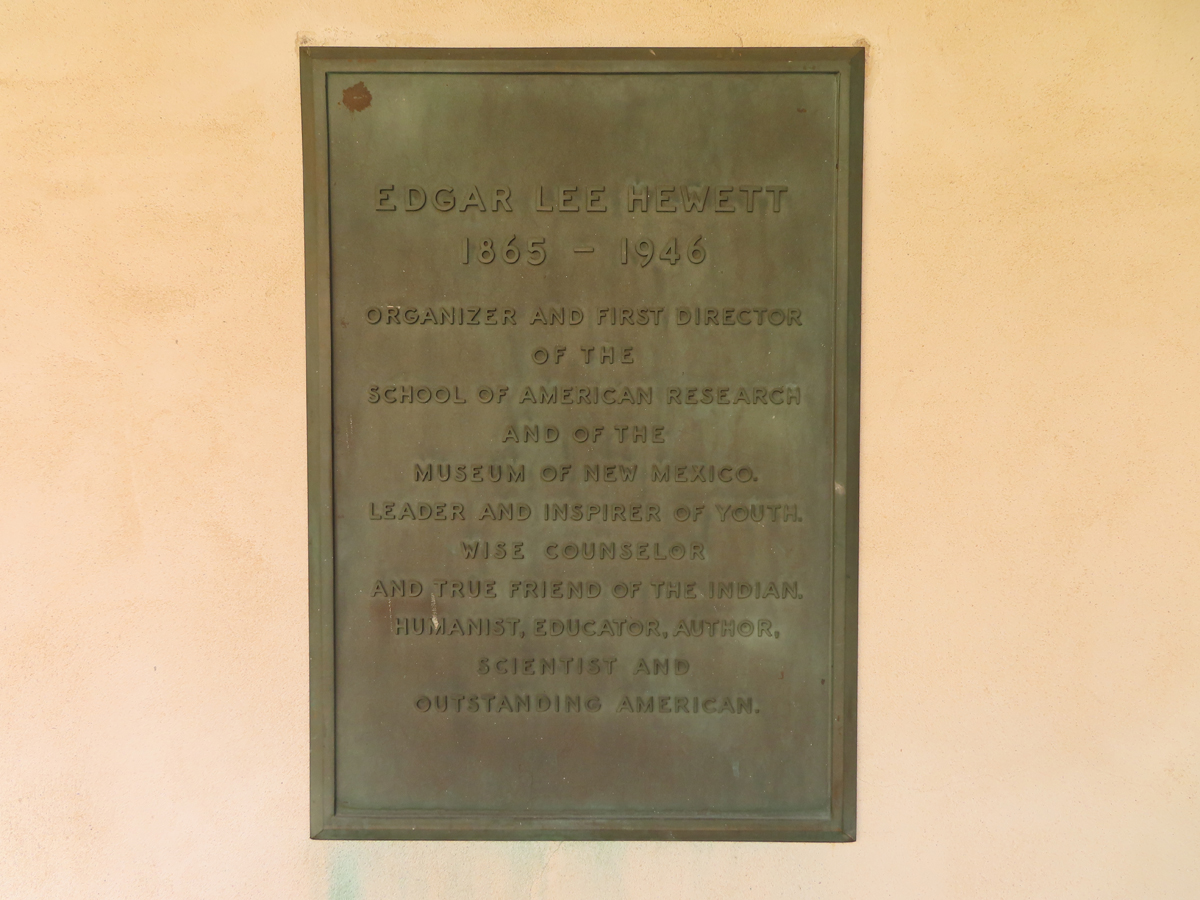 EDGAR LEE HEWETT
1865 – 1946
ORGANIZER AND FIRST DIRECTOR
OF THE
SCHOOL OF AMERICAN RESEARCH
AND OF THE
MUSEUM OF NEW MEXICO.
LEADER AND INSPIRER OF YOUTH.
WISE COUNSELOR
AND TRUE FRIEND OF THE INDIAN.
HUMANIST, EDUCATOR, AUTHOR,
SCIENTIST AND
OUTSTANDING AMERICAN.